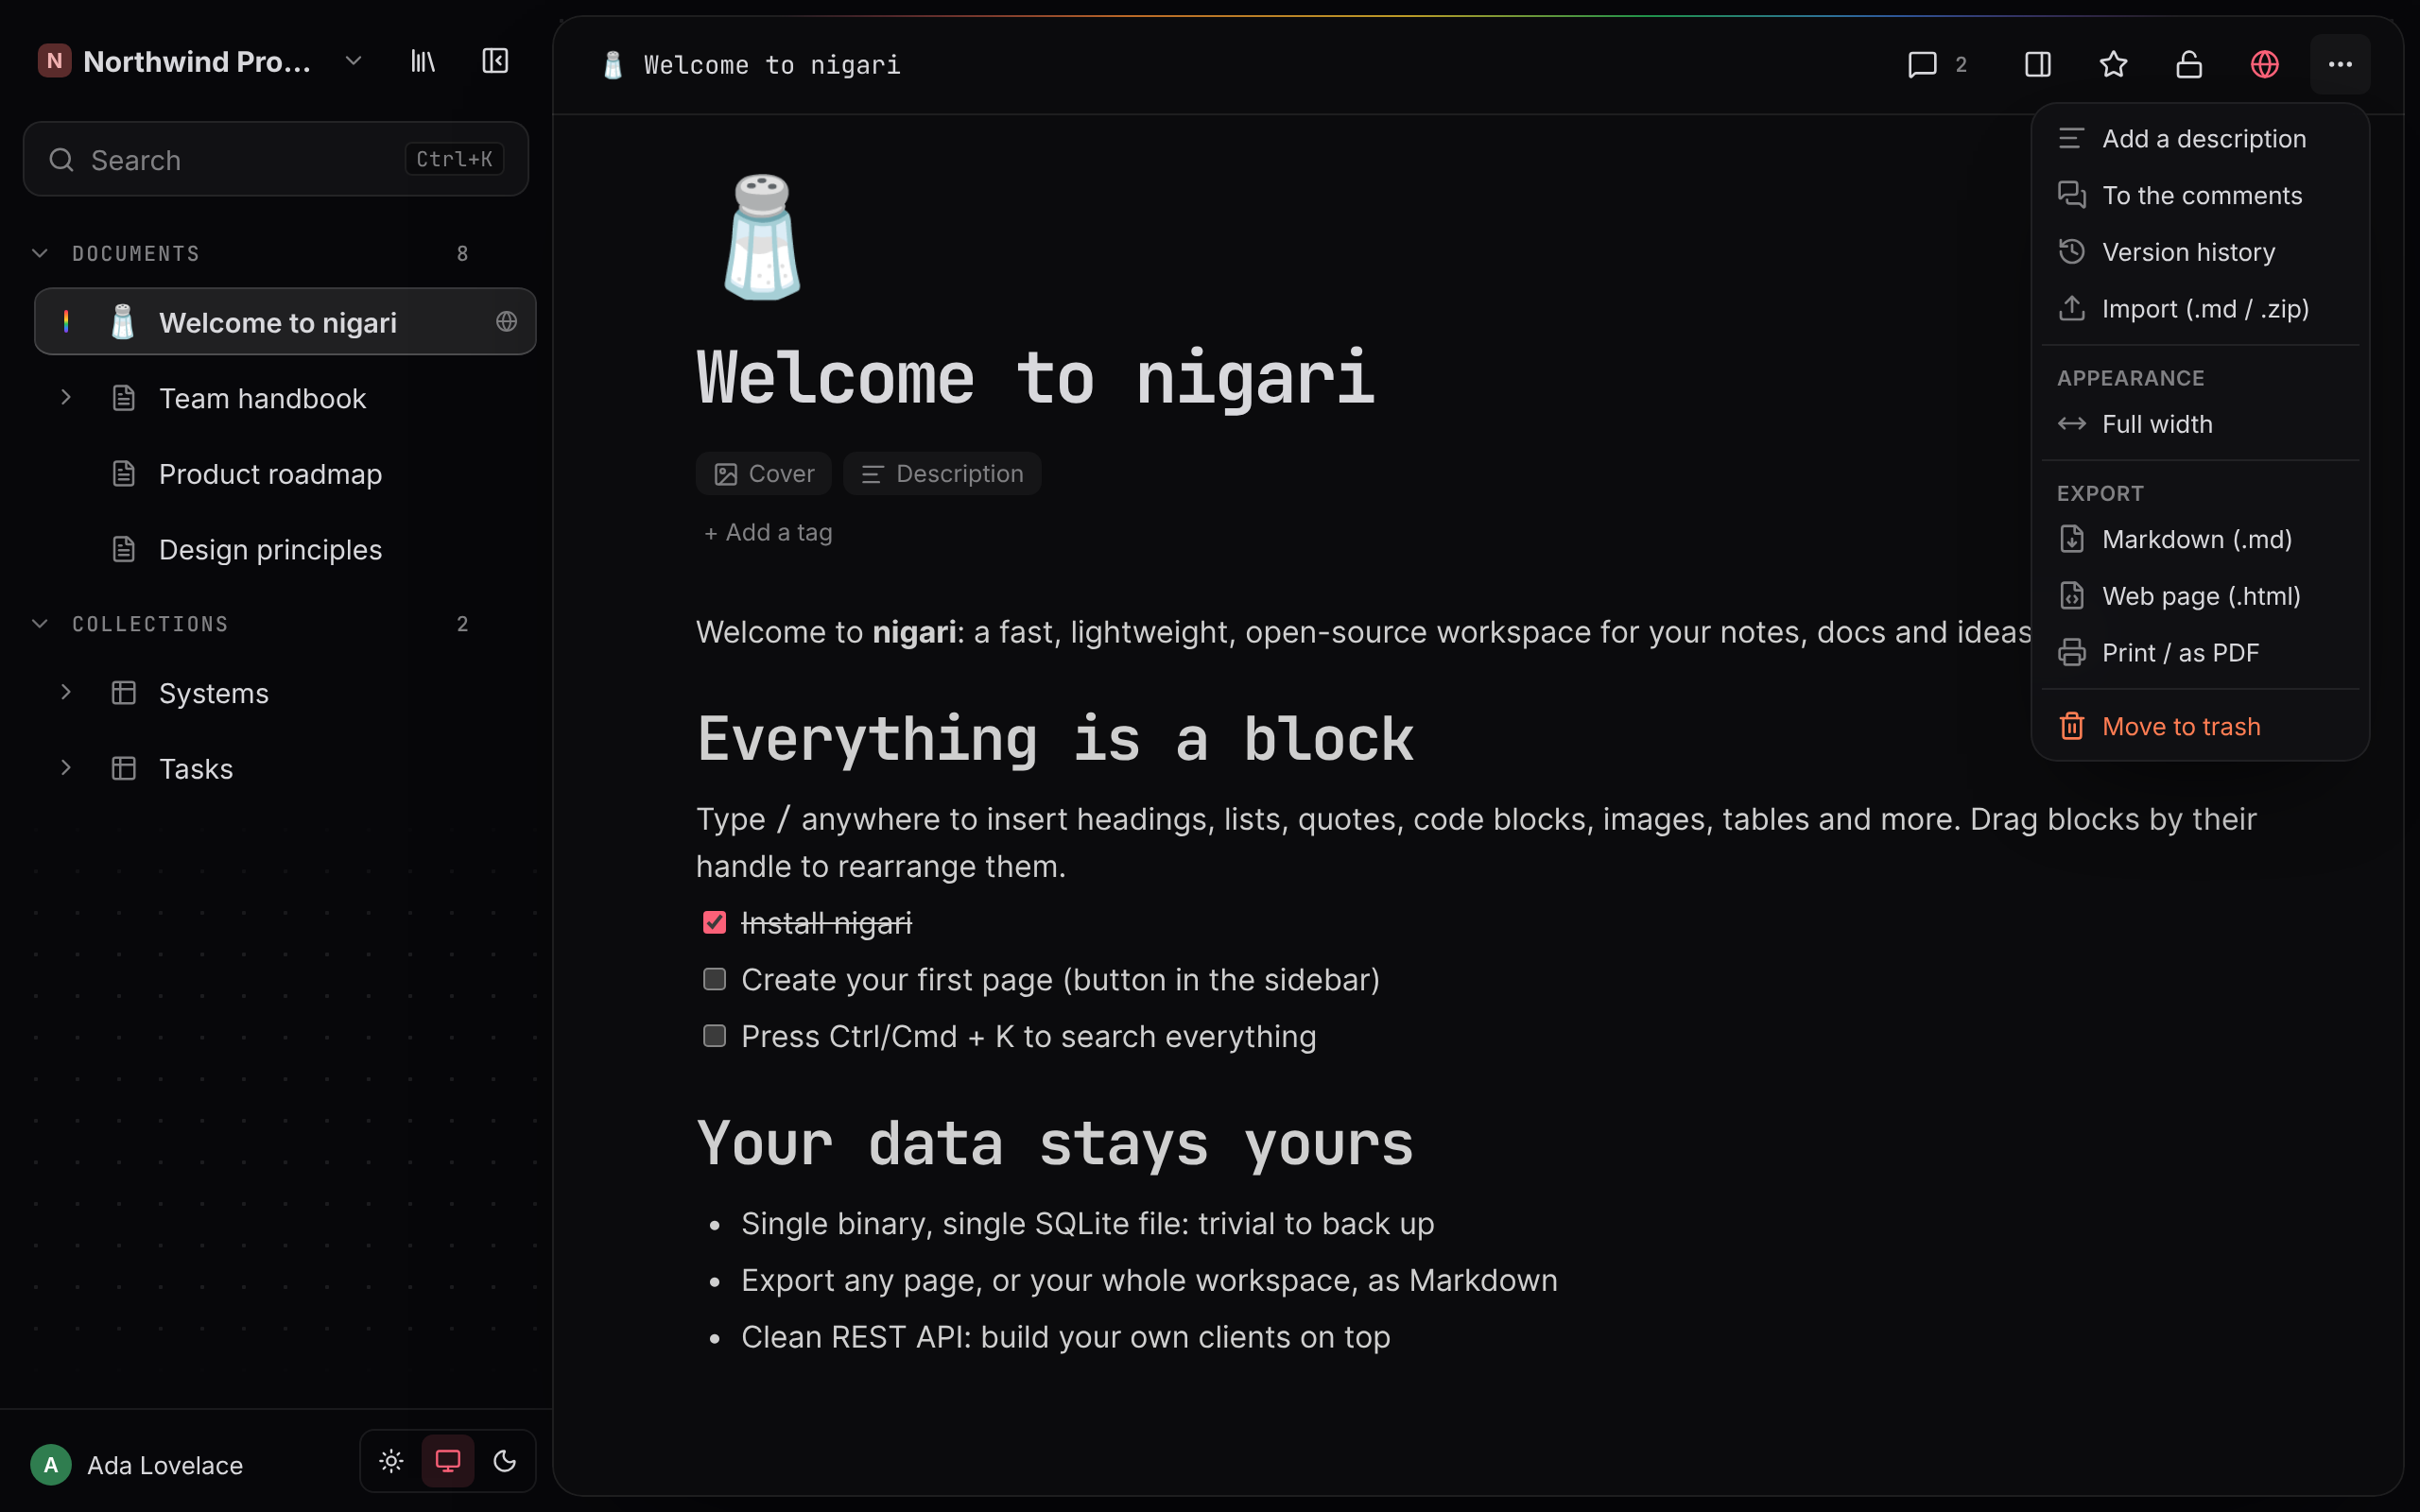 N Northwind Pro...
Search Ctrl+K
DOCUMENTS 8
Welcome to nigari
Team handbook
Product roadmap
Design principles
COLLECTIONS 2
Systems
Tasks
A Ada Lovelace
Welcome to nigari
2
Welcome to nigari
Cover Description
+ Add a tag
Welcome to nigari: a fast, lightweight, open-source workspace for your notes, docs and ideas
Everything is a block
Type / anywhere to insert headings, lists, quotes, code blocks, images, tables and more. Drag blocks by their
handle to rearrange them.
Install nigari
Create your first page (button in the sidebar)
Press Ctrl/Cmd + K to search everything
Your data stays yours
• Single binary, single SQLite file: trivial to back up
• Export any page, or your whole workspace, as Markdown
• Clean REST API: build your own clients on top
Add a description
To the comments
Version history
Import (.md / .zip)
APPEARANCE
Full width
EXPORT
Markdown (.md)
Web page (.html)
Print / as PDF
Move to trash